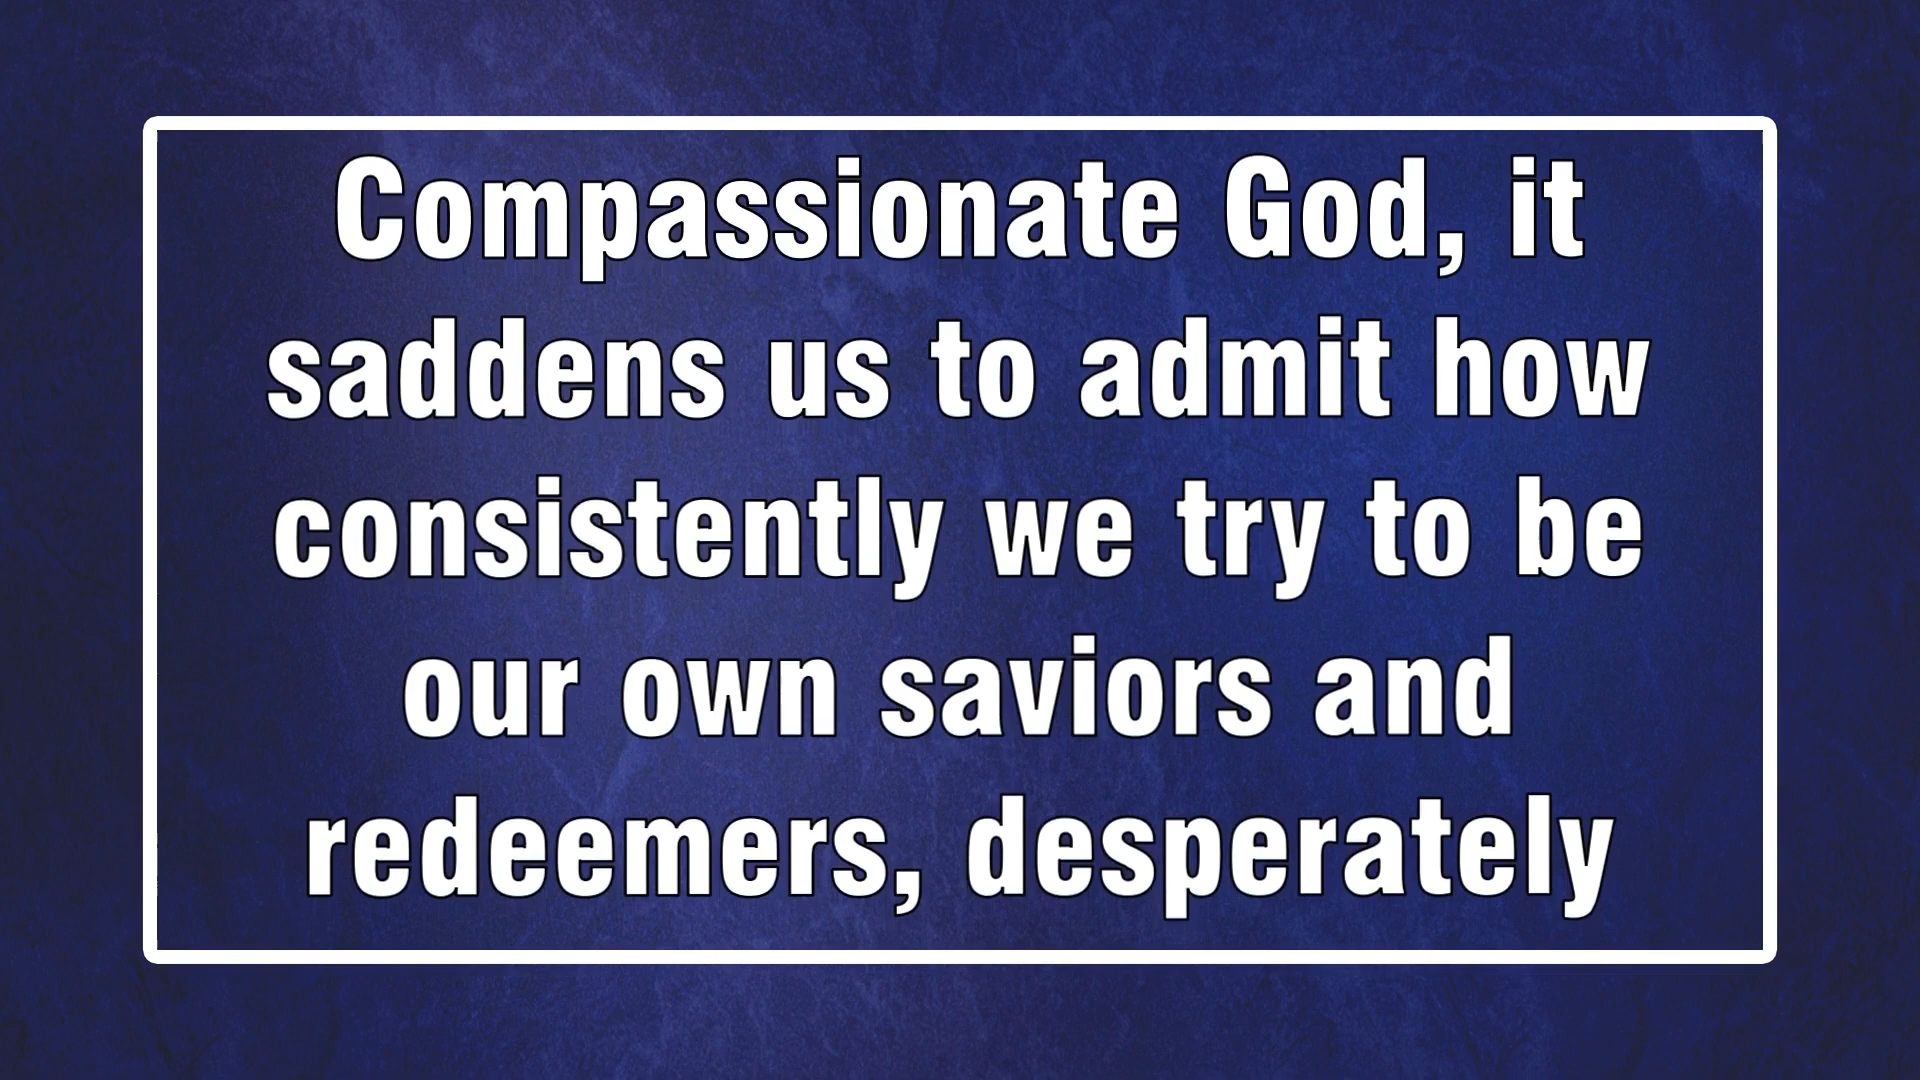 Compassionate God, it
saddens us to admit how
consistently we try to be
our own saviors and
redeemers, desperately